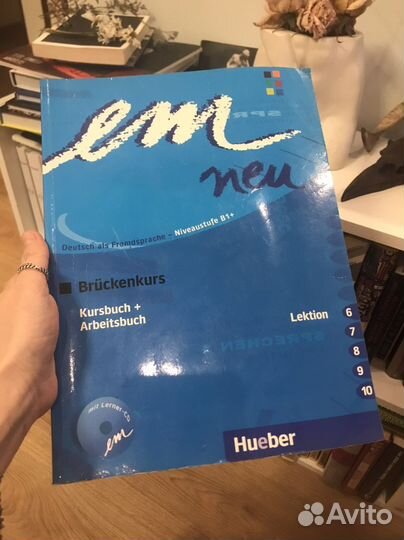 em
neu
Deutsch als Fremdsprache – Niveaustufe B1+
Brückenkurs
Kursbuch +
Arbeitsbuch
Lektion 6
7
8
9
10
mit Lerner-CD
em
Hueber
Avito